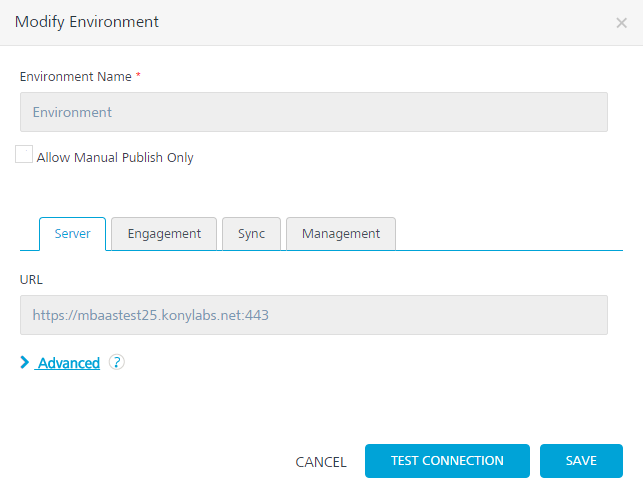 Modify Environment ×
Environment Name *
Environment
Allow Manual Publish Only
Server Engagement Sync Management
URL
https://mbaastest25.konylabs.net:443
Advanced ?
CANCEL TEST CONNECTION SAVE